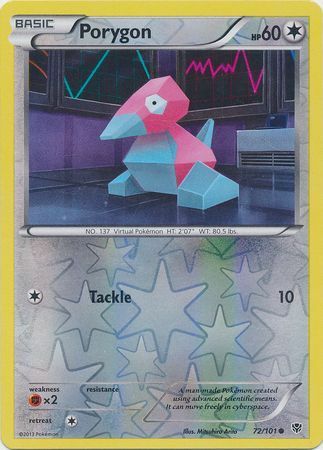 BASIC
Porygon
HP60
NO. 137 Virtual Pokémon HT: 2'07" WT: 80.5 lbs.
Tackle 10
weakness resistance
×2
retreat
A man-made Pokémon created
using advanced scientific means.
It can move freely in cyberspace.
©2013 Pokémon
Illus. Mitsuhiro Arita
72/101